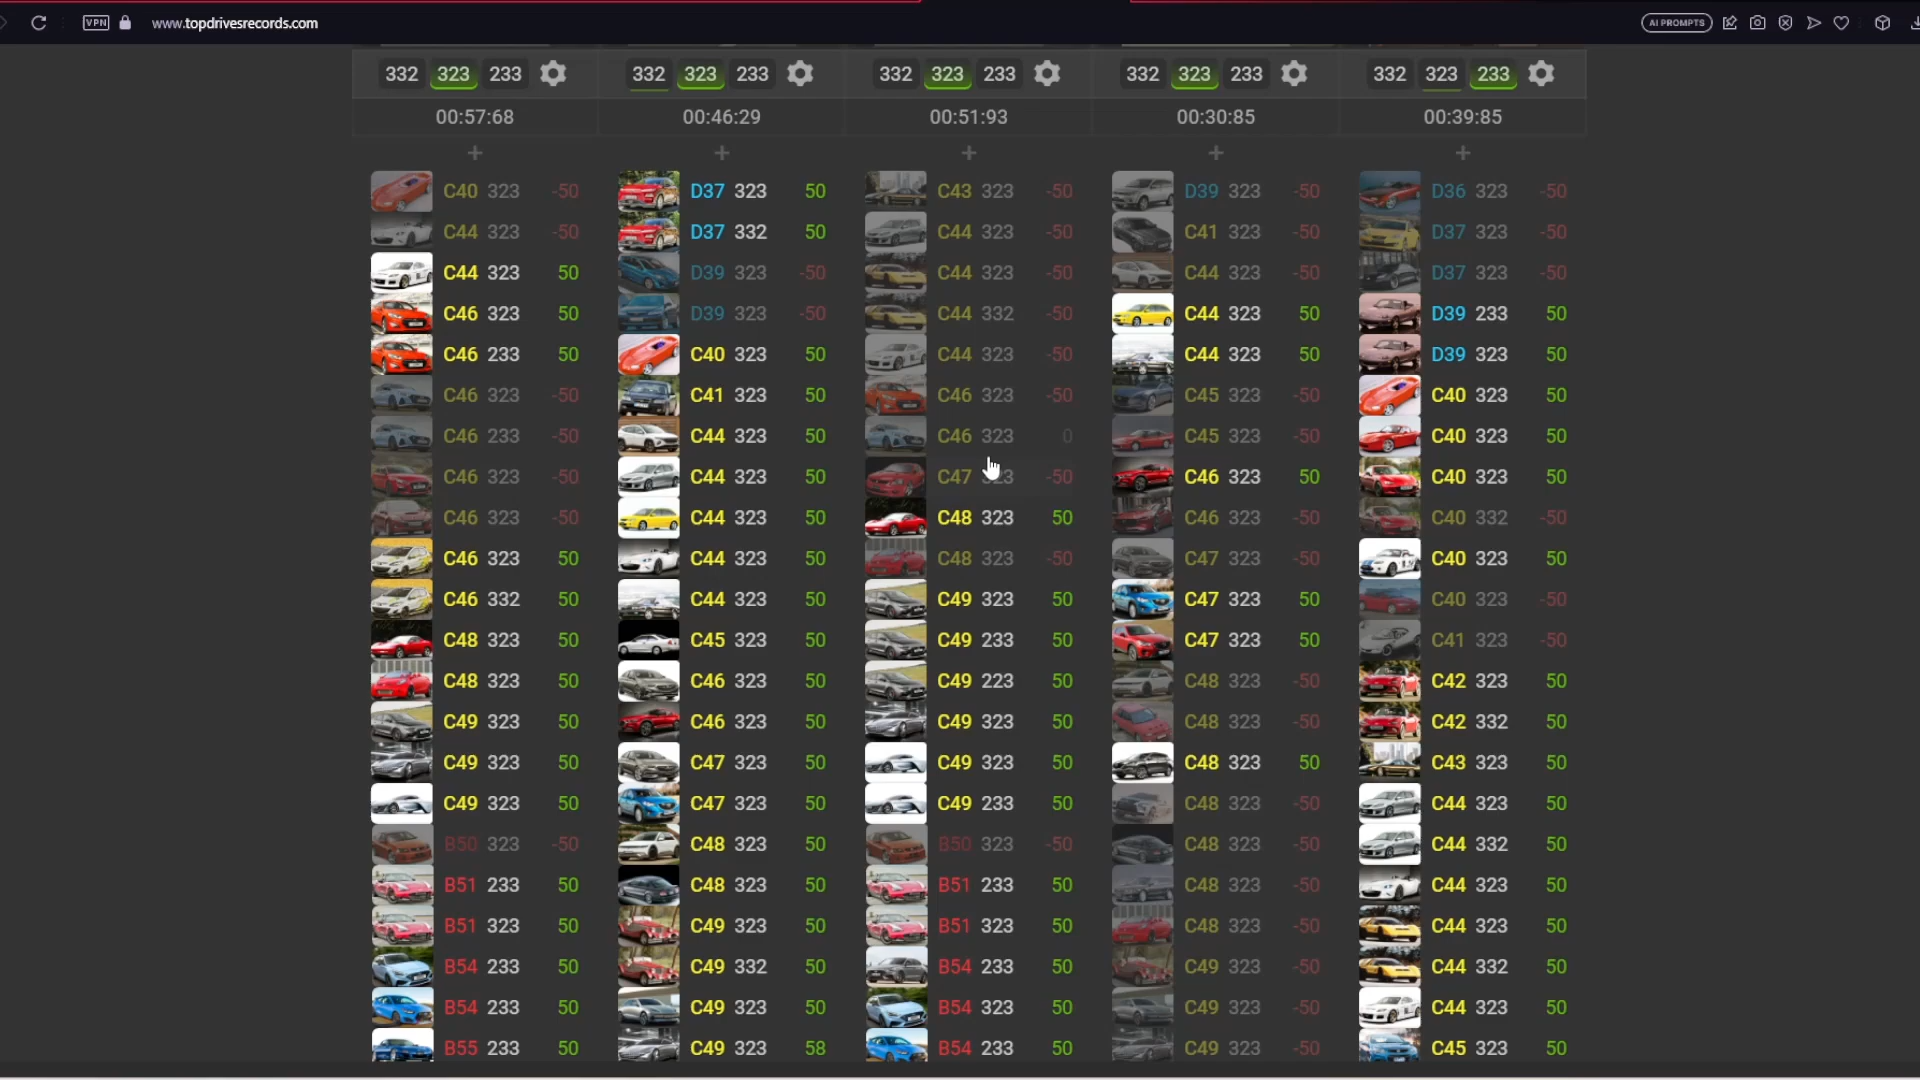 VPN www.topdrivesrecords.com AI PROMPTS
332 323 233 332 323 233 332 323 233 332 323 233 332 323 233
00:57:68 00:46:29 00:51:93 00:30:85 00:39:85
+ + + + +
C40 323 -50 D37 323 50 C43 323 -50 D39 323 -50 D36 323 -50
C44 323 -50 D37 332 50 C44 323 -50 C41 323 -50 D37 323 -50
C44 323 50 D39 323 -50 C44 323 -50 C44 323 -50 D37 323 -50
C46 323 50 D39 323 -50 C44 332 -50 C44 323 50 D39 233 50
C46 233 50 C40 323 50 C44 323 -50 C44 323 50 D39 323 50
C46 323 -50 C41 323 50 C46 323 -50 C45 323 -50 C40 323 50
C46 233 -50 C44 323 50 C46 323 0 C45 323 -50 C40 323 50
C46 323 -50 C44 323 50 C47 323 -50 C46 323 50 C40 323 50
C46 323 -50 C44 323 50 C48 323 50 C46 323 -50 C40 332 -50
C46 323 50 C44 323 50 C48 323 -50 C47 323 -50 C40 323 50
C46 332 50 C44 323 50 C49 323 50 C47 323 50 C40 323 -50
C48 323 50 C45 323 50 C49 233 50 C47 323 50 C41 323 -50
C48 323 50 C46 323 50 C49 223 50 C48 323 -50 C42 323 50
C49 323 50 C46 323 50 C49 323 50 C48 323 -50 C42 332 50
C49 323 50 C47 323 50 C49 323 50 C48 323 50 C43 323 50
C49 323 50 C47 323 50 C49 233 50 C48 323 -50 C44 323 50
B50 323 -50 C48 323 50 B50 323 -50 C48 323 -50 C44 332 50
B51 233 50 C48 323 50 B51 233 50 C48 323 -50 C44 323 50
B51 323 50 C49 323 50 B51 323 50 C48 323 -50 C44 323 50
B54 233 50 C49 332 50 B54 233 50 C49 323 -50 C44 332 50
B54 233 50 C49 323 50 B54 323 50 C49 323 -50 C44 323 50
B55 233 50 C49 323 58 B54 233 50 C49 323 -50 C45 323 50